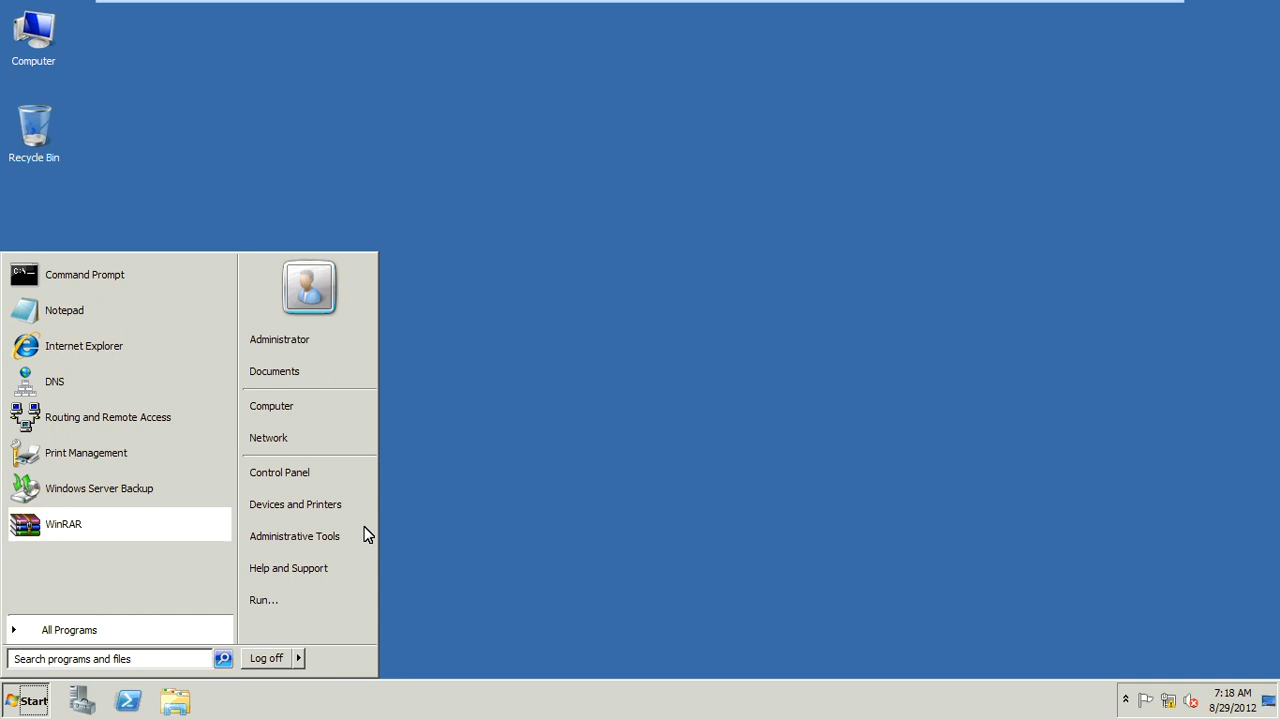 Computer
Recycle Bin
Command Prompt
Notepad
Internet Explorer
DNS
Routing and Remote Access
Print Management
Windows Server Backup
WinRAR
All Programs
Search programs and files
Administrator
Documents
Computer
Network
Control Panel
Devices and Printers
Administrative Tools
Help and Support
Run...
Log off
Start
7:18 AM
8/29/2012